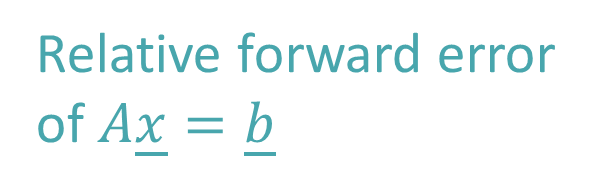 Relative forward error
of Ax = b